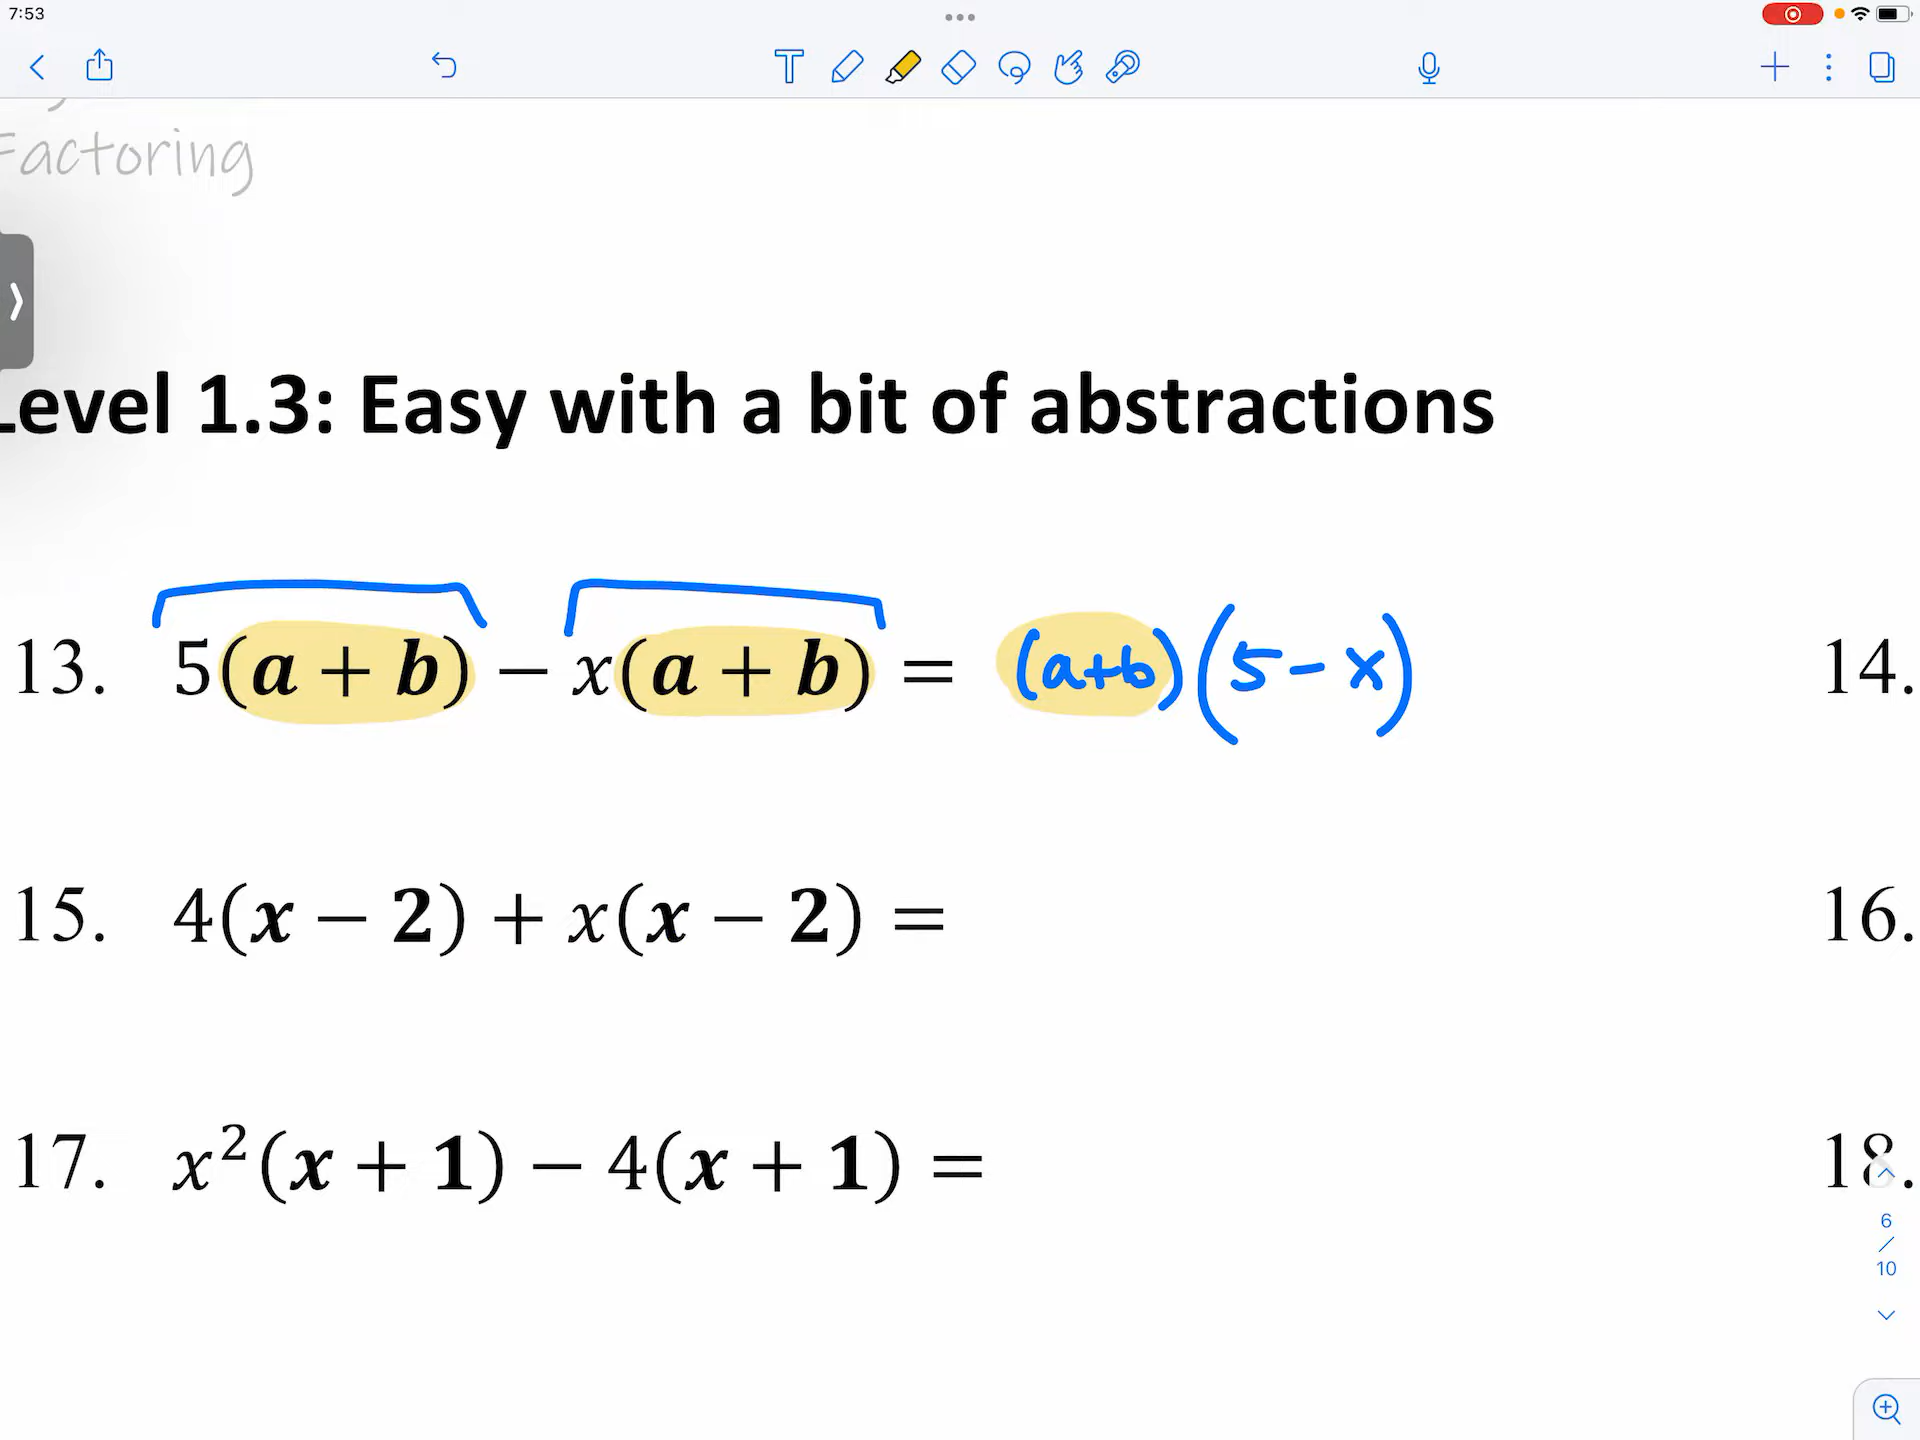 7:53
Factoring
Level 1.3: Easy with a bit of abstractions
13. 5(a + b) − x(a + b) = (a+b)(5 − x)
14.
15. 4(x − 2) + x(x − 2) =
16.
17. x²(x + 1) − 4(x + 1) =
18.
6
/
10